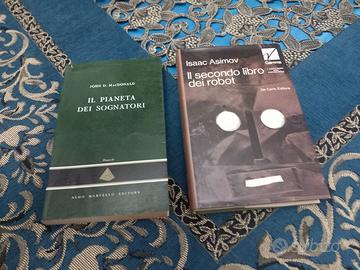 JOHN D. MACDONALD
IL PIANETA
DEI SOGNATORI
ALDO MARTELLO EDITORE
Isaac Asimov
Il secondo libro
dei robot
De Carlo Editore
subito